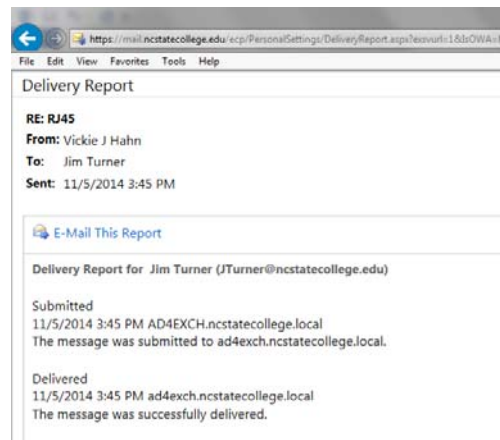 https://mail.ncstatecollege.edu/ecp/PersonalSettings/DeliveryReport.aspx?exsvurl=1&IsOWA=
File Edit View Favorites Tools Help
Delivery Report
RE: RJ45
From: Vickie J Hahn
To: Jim Turner
Sent: 11/5/2014 3:45 PM
E-Mail This Report
Delivery Report for Jim Turner (JTurner@ncstatecollege.edu)
Submitted
11/5/2014 3:45 PM AD4EXCH.ncstatecollege.local
The message was submitted to ad4exch.ncstatecollege.local.
Delivered
11/5/2014 3:45 PM ad4exch.ncstatecollege.local
The message was successfully delivered.